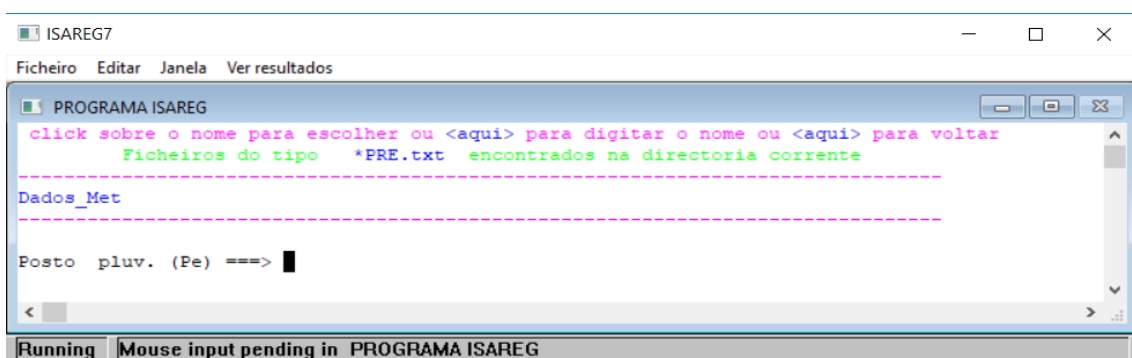 ISAREG7
Ficheiro Editar Janela Ver resultados
PROGRAMA ISAREG
click sobre o nome para escolher ou <aqui> para digitar o nome ou <aqui> para voltar
Ficheiros do tipo *PRE.txt encontrados na directoria corrente
--------------------------------------------------------------------------------
Dados_Met
--------------------------------------------------------------------------------
Posto pluv. (Pe) ===>
Running Mouse input pending in PROGRAMA ISAREG